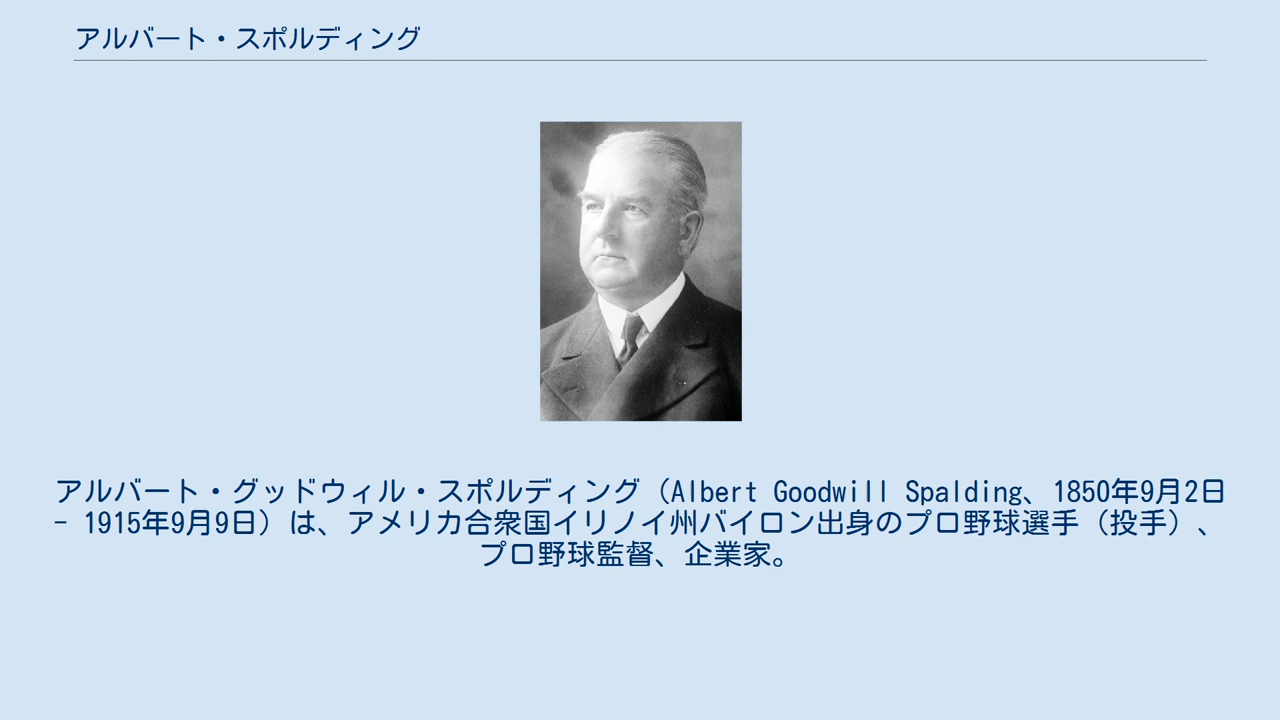 アルバート・スポルディング
アルバート・グッドウィル・スポルディング（Albert Goodwill Spalding、1850年9月2日
- 1915年9月9日）は、アメリカ合衆国イリノイ州バイロン出身のプロ野球選手（投手）、
プロ野球監督、企業家。